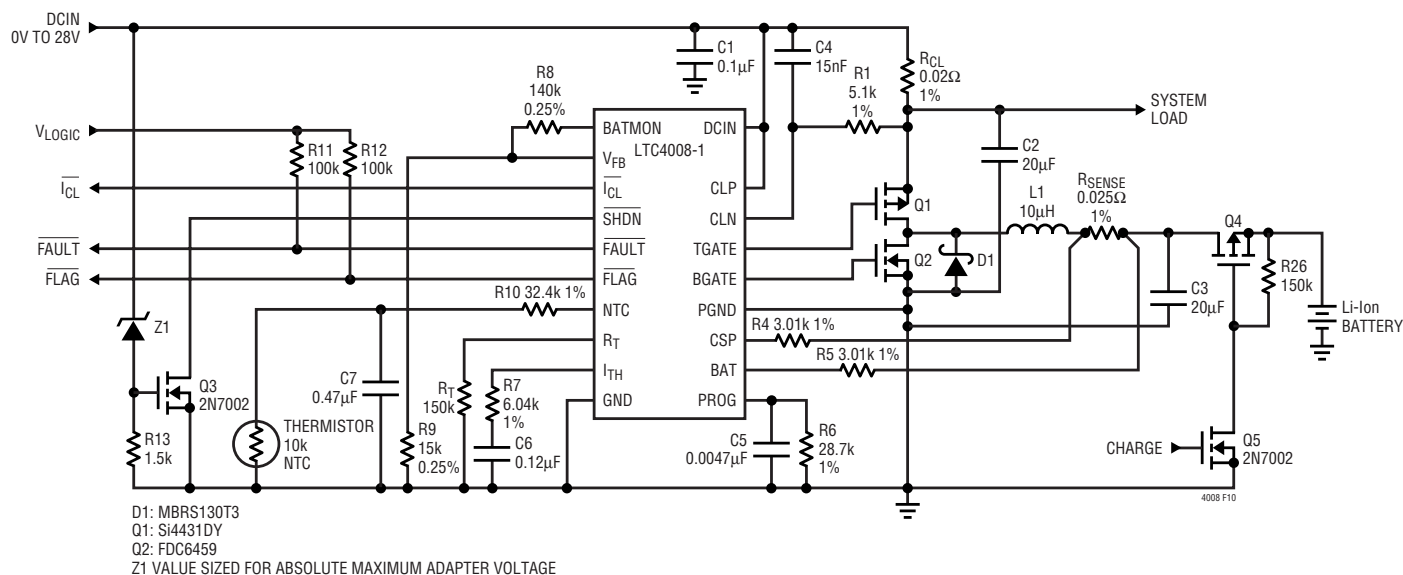 DCIN
0V TO 28V
C1
0.1µF
C4
15nF
R1
5.1k
1%
RCL
0.02Ω
1%
SYSTEM
LOAD
R8
140k
0.25%
VLOGIC
R11
100k
R12
100k
ICL
FAULT
FLAG
BATMON
VFB
ICL
SHDN
FAULT
FLAG
NTC
RT
ITH
GND
LTC4008-1
DCIN
CLP
CLN
TGATE
BGATE
PGND
CSP
BAT
PROG
C2
20µF
Q1
Q2
D1
L1
10µH
RSENSE
0.025Ω
1%
Q4
R26
150k
C3
20µF
Li-Ion
BATTERY
R10 32.4k 1%
R4 3.01k 1%
R5 3.01k 1%
Z1
Q3
2N7002
R13
1.5k
THERMISTOR
10k
NTC
C7
0.47µF
R9
15k
0.25%
RT
150k
R7
6.04k
1%
C6
0.12µF
C5
0.0047µF
R6
28.7k
1%
CHARGE
Q5
2N7002
4008 F10
D1: MBRS130T3
Q1: Si4431DY
Q2: FDC6459
Z1 VALUE SIZED FOR ABSOLUTE MAXIMUM ADAPTER VOLTAGE